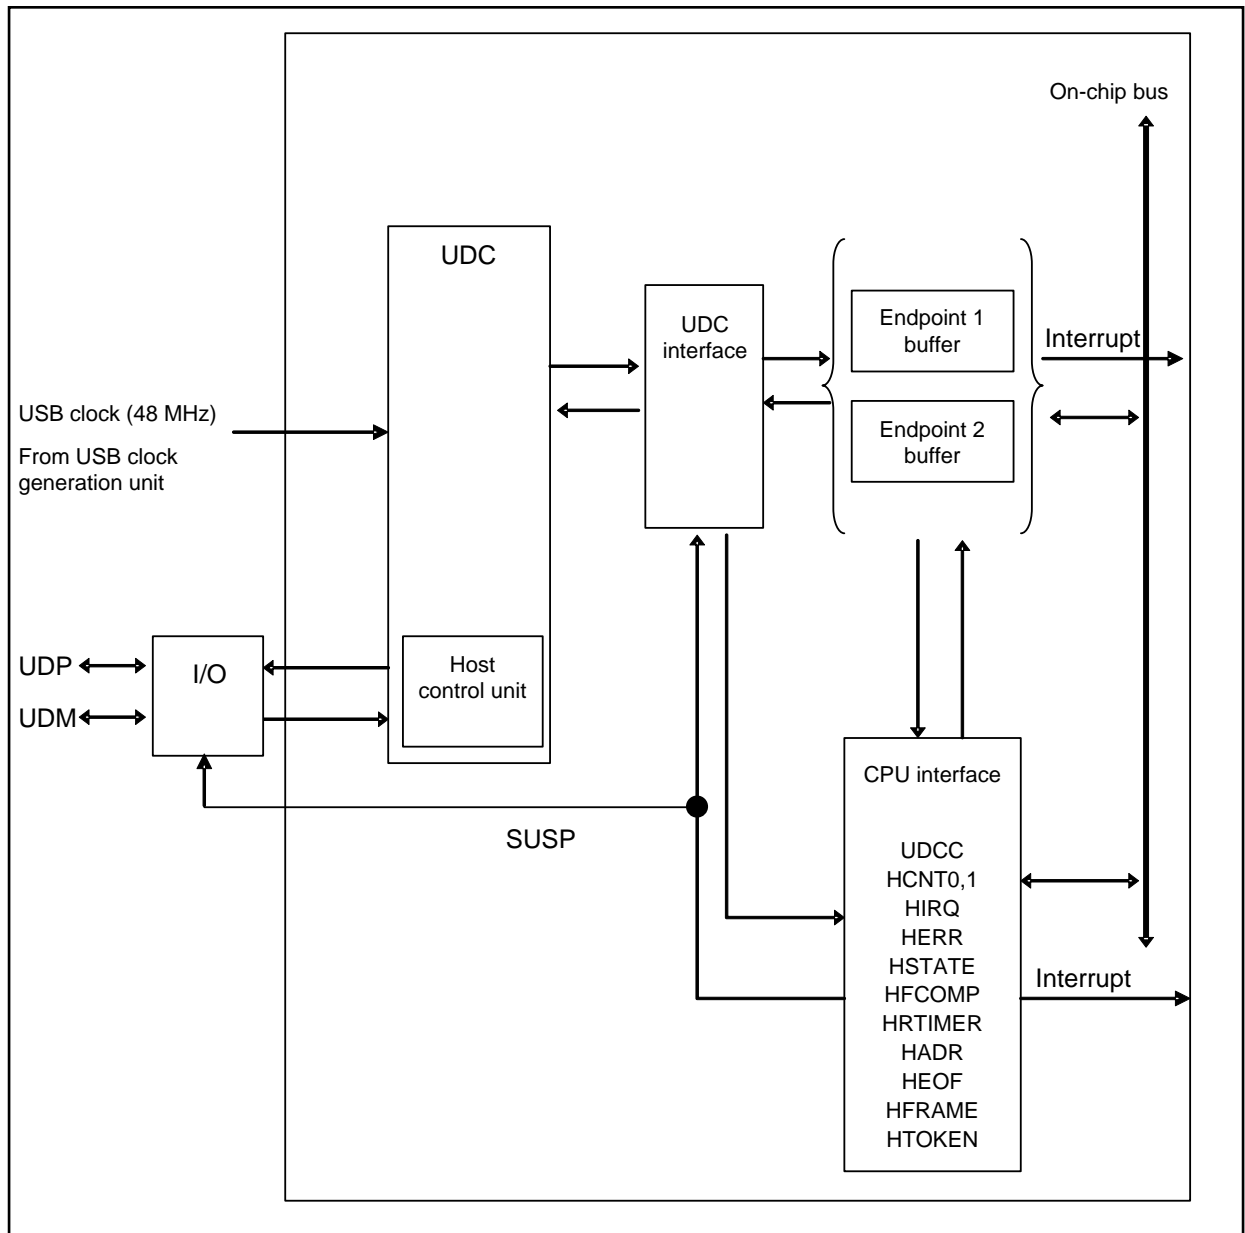 On-chip bus
UDC
UDC
interface
Endpoint 1
buffer
Interrupt
Endpoint 2
buffer
USB clock (48 MHz)
From USB clock
generation unit
UDP
UDM
I/O
Host
control unit
SUSP
CPU interface
UDCC
HCNT0,1
HIRQ
HERR
HSTATE
HFCOMP
HRTIMER
HADR
HEOF
HFRAME
HTOKEN
Interrupt